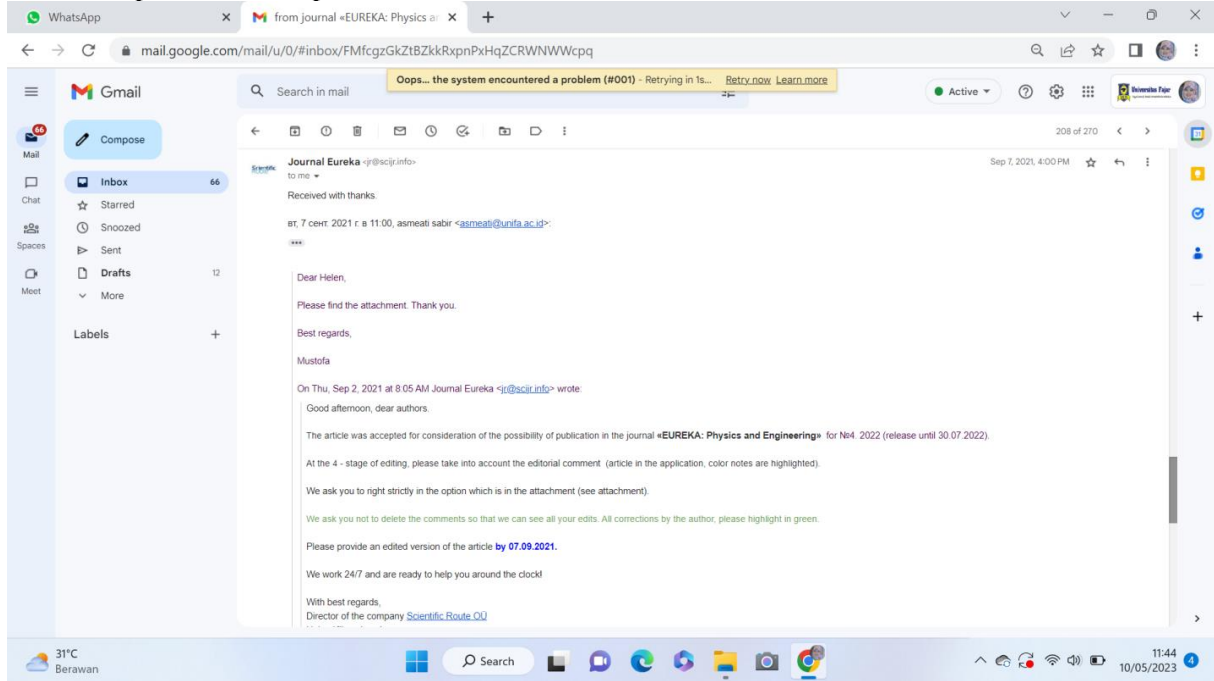 WhatsApp
from journal «EUREKA: Physics an
mail.google.com/mail/u/0/#inbox/FMfcgzGkZtBZkkRxpnPxHqZCRWNWWcpq
Oops... the system encountered a problem (#001) - Retrying in 1s... Retry now Learn more
Gmail
Search in mail
Active
Universitas Fajar
66
Mail
Chat
Spaces
Meet
Compose
Inbox 66
Starred
Snoozed
Sent
Drafts 12
More
Labels
208 of 270
Scientific
Journal Eureka <jr@scijr.info>
Sep 7, 2021, 4:00 PM
to me
Received with thanks.
вт, 7 сент. 2021 г. в 11:00, asmeati sabir <asmeati@unifa.ac.id>:
Dear Helen,
Please find the attachment. Thank you.
Best regards,
Mustofa
On Thu, Sep 2, 2021 at 8:05 AM Journal Eureka <jr@scijr.info> wrote:
Good afternoon, dear authors.
The article was accepted for consideration of the possibility of publication in the journal «EUREKA: Physics and Engineering» for №4. 2022 (release until 30.07.2022).
At the 4 - stage of editing, please take into account the editorial comment (article in the application, color notes are highlighted).
We ask you to right strictly in the option which is in the attachment (see attachment).
We ask you not to delete the comments so that we can see all your edits. All corrections by the author, please highlight in green.
Please provide an edited version of the article by 07.09.2021.
We work 24/7 and are ready to help you around the clock!
With best regards,
Director of the company Scientific Route OÜ
31°C
Berawan
Search
11:44
10/05/2023
4